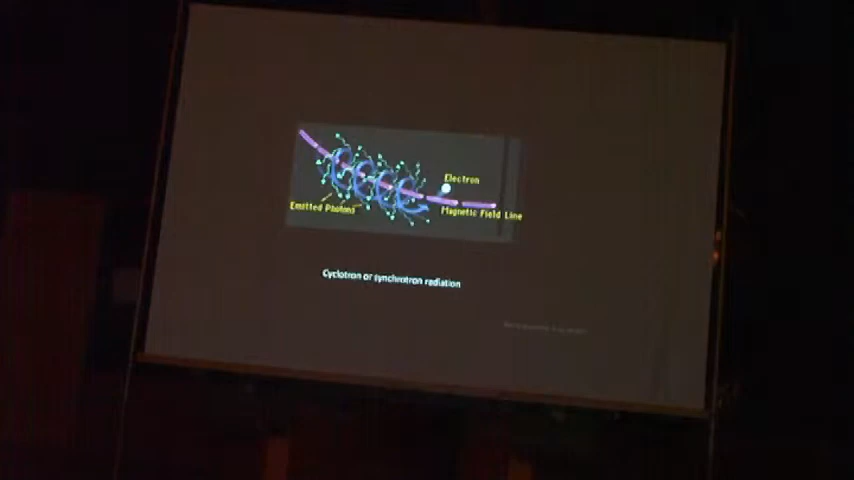 Electron
Emitted Photons
Magnetic Field Line
Cyclotron or synchrotron radiation